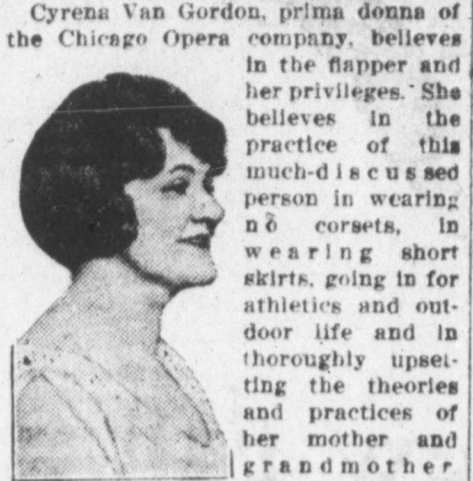 Cyrena Van Gordon, prima donna of
the Chicago Opera company, believes
in the flapper and
her privileges. She
believes in the
practice of this
much-discussed
person in wearing
no corsets, in
wearing short
skirts, going in for
athletics and out-
door life and in
thoroughly upset-
ting the theories
and practices of
her mother and
grandmother